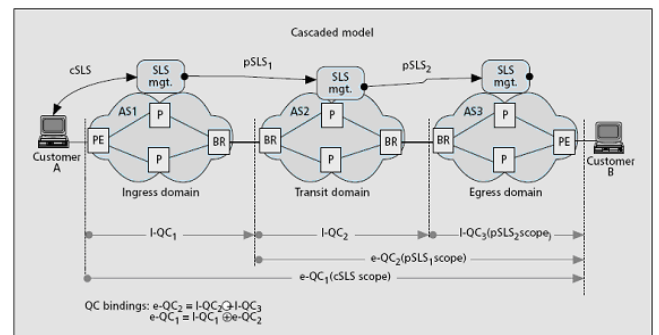 Cascaded model
cSLS
SLS mgt.
pSLS1
SLS mgt.
pSLS2
SLS mgt.
AS1
P
AS2
P
AS3
P
Customer A
PE
BR
BR
BR
BR
PE
Customer B
P
P
P
Ingress domain
Transit domain
Egress domain
l-QC1
l-QC2
l-QC3(pSLS2scope)
e-QC2(pSLS1scope)
e-QC1(cSLS scope)
QC bindings: e-QC2 = l-QC2⊕l-QC3
e-QC1 = l-QC1 ⊕e-QC2